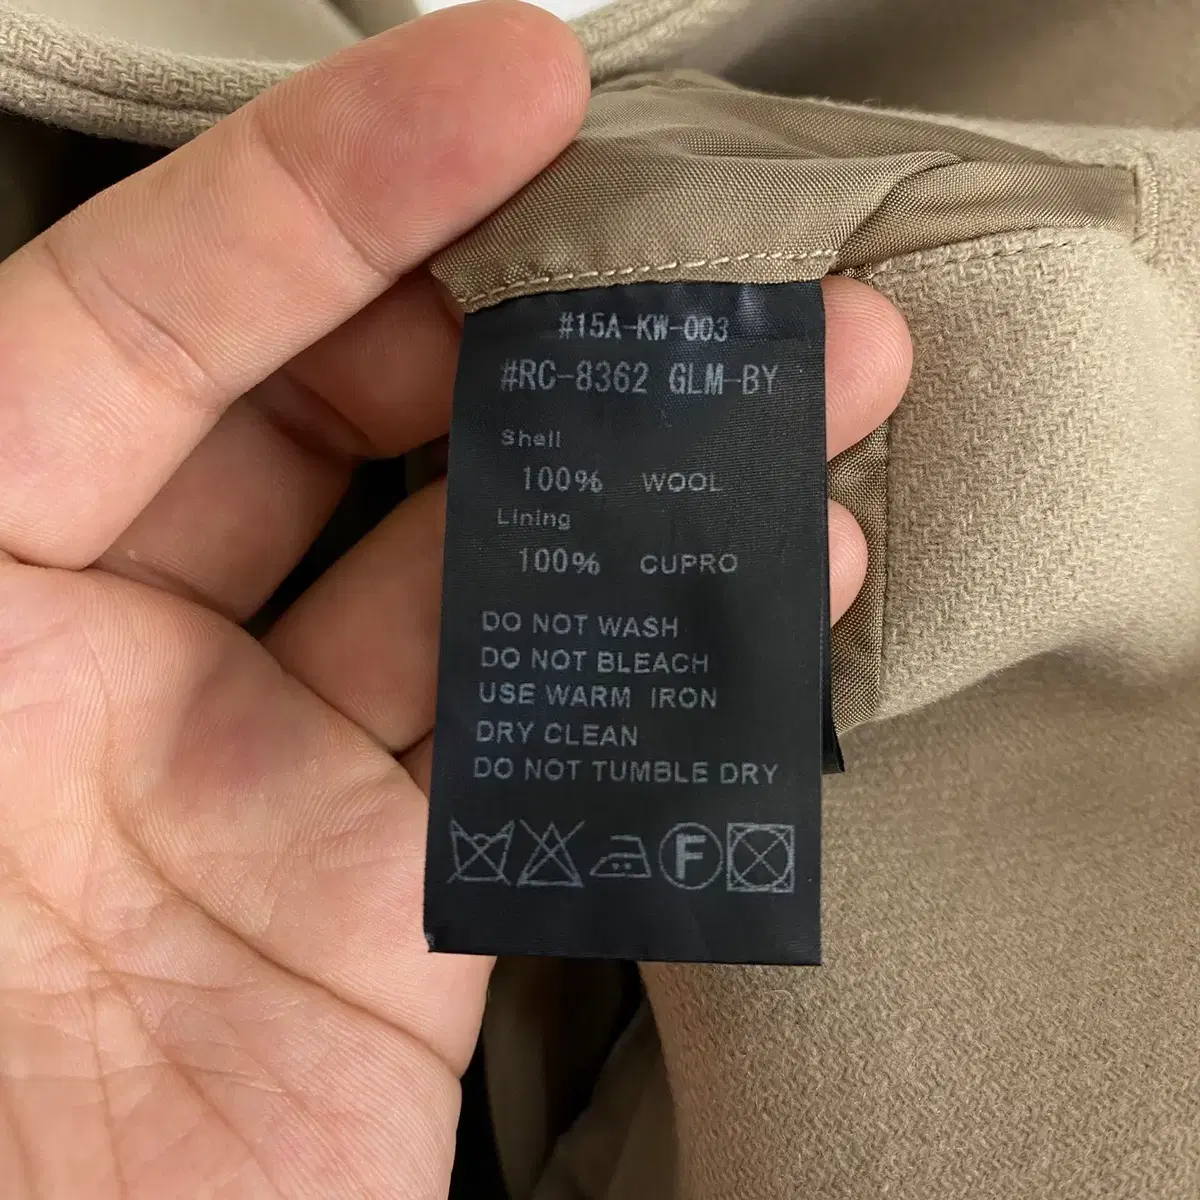 #15A-KW-003
#RC-8362 GLM-BY
Shell
100% WOOL
Lining
100% CUPRO
DO NOT WASH
DO NOT BLEACH
USE WARM IRON
DRY CLEAN
DO NOT TUMBLE DRY
F